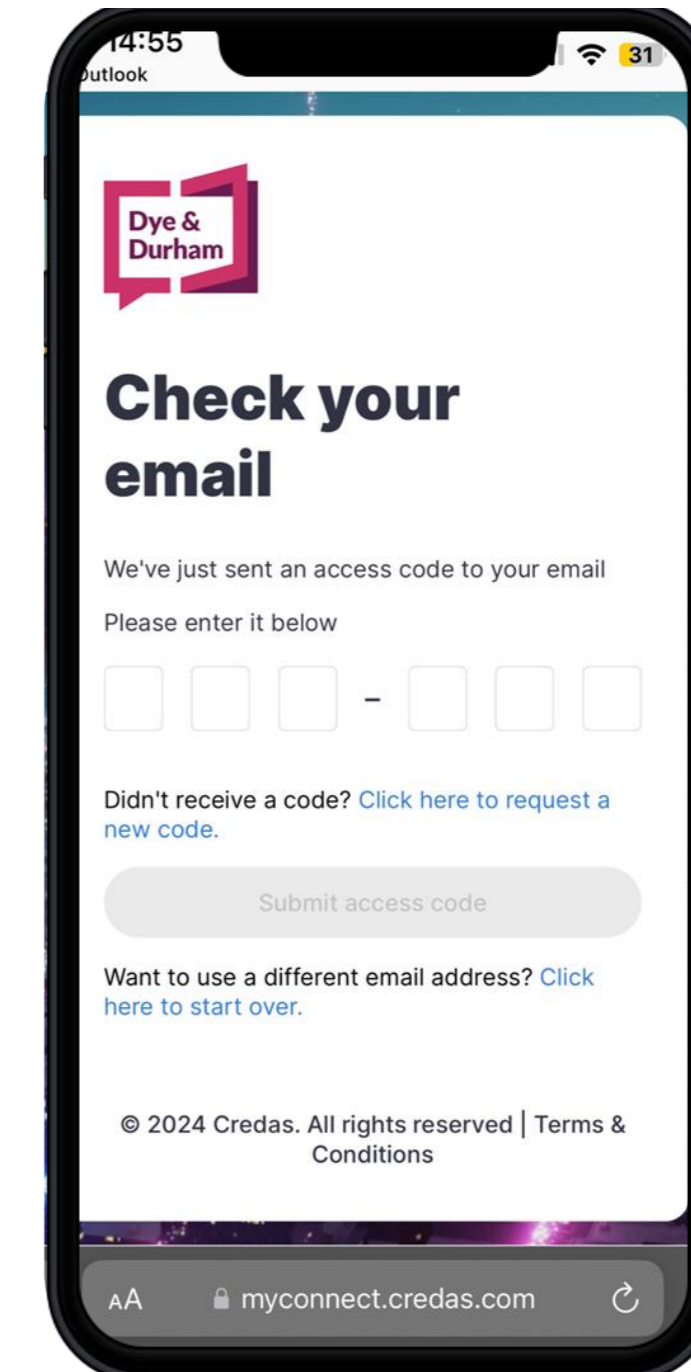 14:55
31
Outlook
Dye &
Durham
Check your
email
We've just sent an access code to your email
Please enter it below
–
Didn't receive a code? Click here to request a
new code.
Submit access code
Want to use a different email address? Click
here to start over.
© 2024 Credas. All rights reserved | Terms &
Conditions
AA myconnect.credas.com